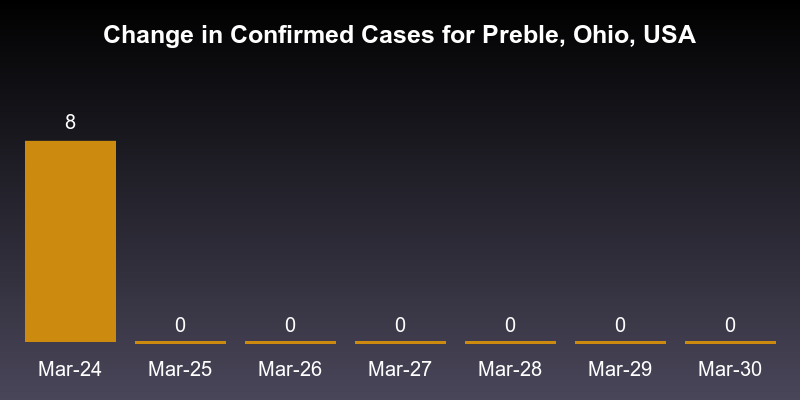 Change in Confirmed Cases for Preble, Ohio, USA
8
0 0 0 0 0 0
Mar-24 Mar-25 Mar-26 Mar-27 Mar-28 Mar-29 Mar-30